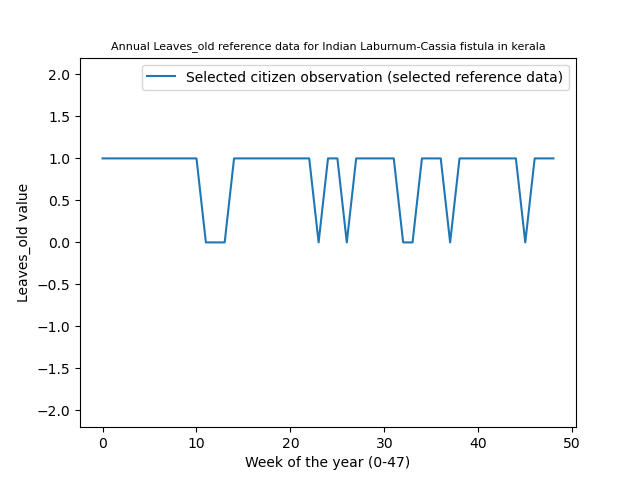 Annual Leaves_old reference data for Indian Laburnum-Cassia fistula in kerala
Selected citizen observation (selected reference data)
2.0
1.5
1.0
0.5
0.0
−0.5
−1.0
−1.5
−2.0
Leaves_old value
0 10 20 30 40 50
Week of the year (0-47)